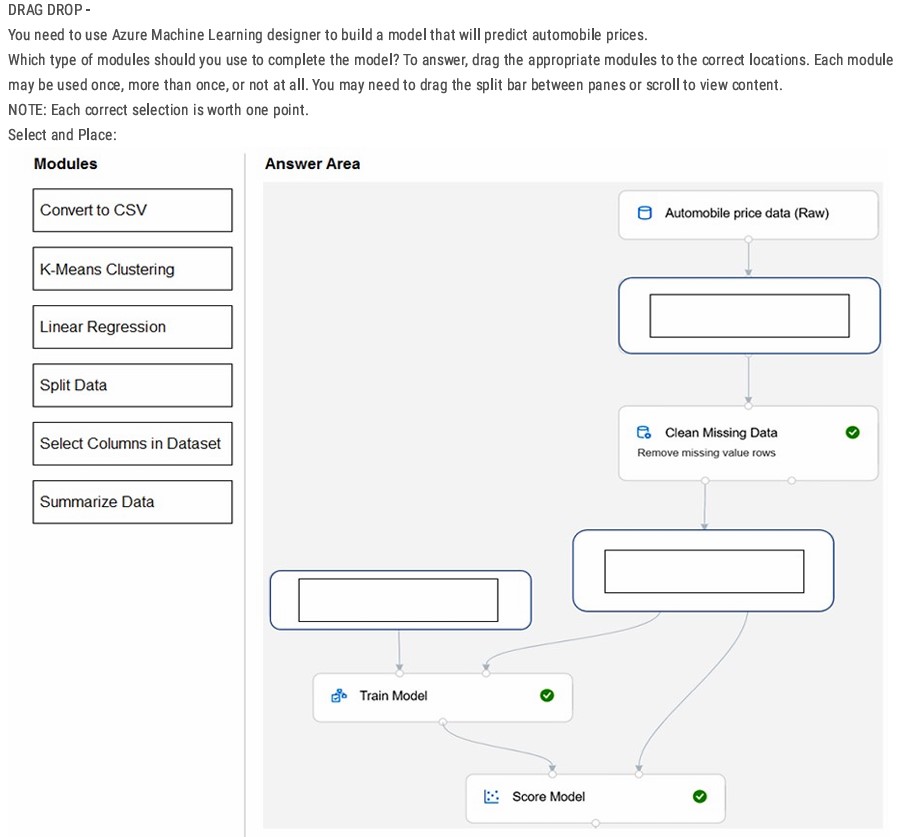 DRAG DROP -
You need to use Azure Machine Learning designer to build a model that will predict automobile prices.
Which type of modules should you use to complete the model? To answer, drag the appropriate modules to the correct locations. Each module
may be used once, more than once, or not at all. You may need to drag the split bar between panes or scroll to view content.
NOTE: Each correct selection is worth one point.
Select and Place:
Modules
Convert to CSV
K-Means Clustering
Linear Regression
Split Data
Select Columns in Dataset
Summarize Data
Answer Area
Automobile price data (Raw)
Clean Missing Data
Remove missing value rows
Train Model
Score Model